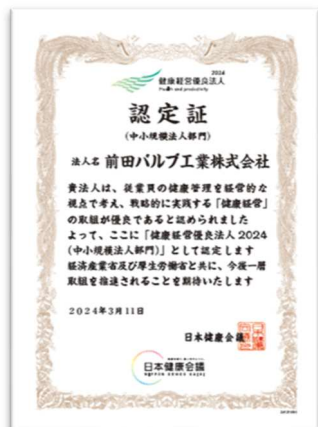 2024
健康経営優良法人
Health and productivity
認定証
(中小規模法人部門)
法人名 前田バルブ工業株式会社
貴法人は、従業員の健康管理を経営的な
視点で考え、戦略的に実践する「健康経営」
の取組が優良であると認められました
よって、ここに「健康経営優良法人 2024
(中小規模法人部門)」として認定します
経済産業省及び厚生労働省と共に、今後一層
取組を推進されることを期待いたします
2024年3月11日
日本健康会議
日本健康会議